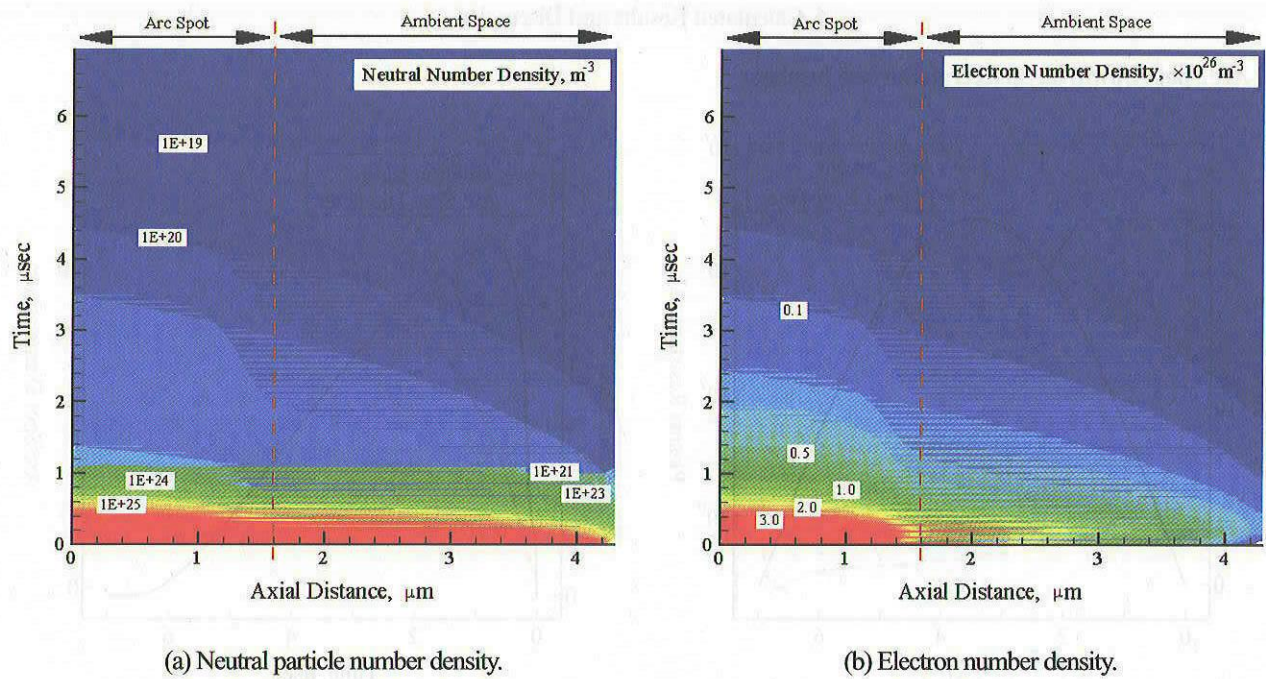 Arc Spot
Ambient Space
Neutral Number Density, m⁻³
6
5
4
3
2
1
0
Time, μsec
1E+19
1E+20
1E+24
1E+25
1E+21
1E+23
0
1
2
3
4
Axial Distance, μm
(a) Neutral particle number density.
Arc Spot
Ambient Space
Electron Number Density, ×10²⁶m⁻³
6
5
4
3
2
1
0
Time, μsec
0.1
0.5
1.0
2.0
3.0
0
1
2
3
4
Axial Distance, μm
(b) Electron number density.